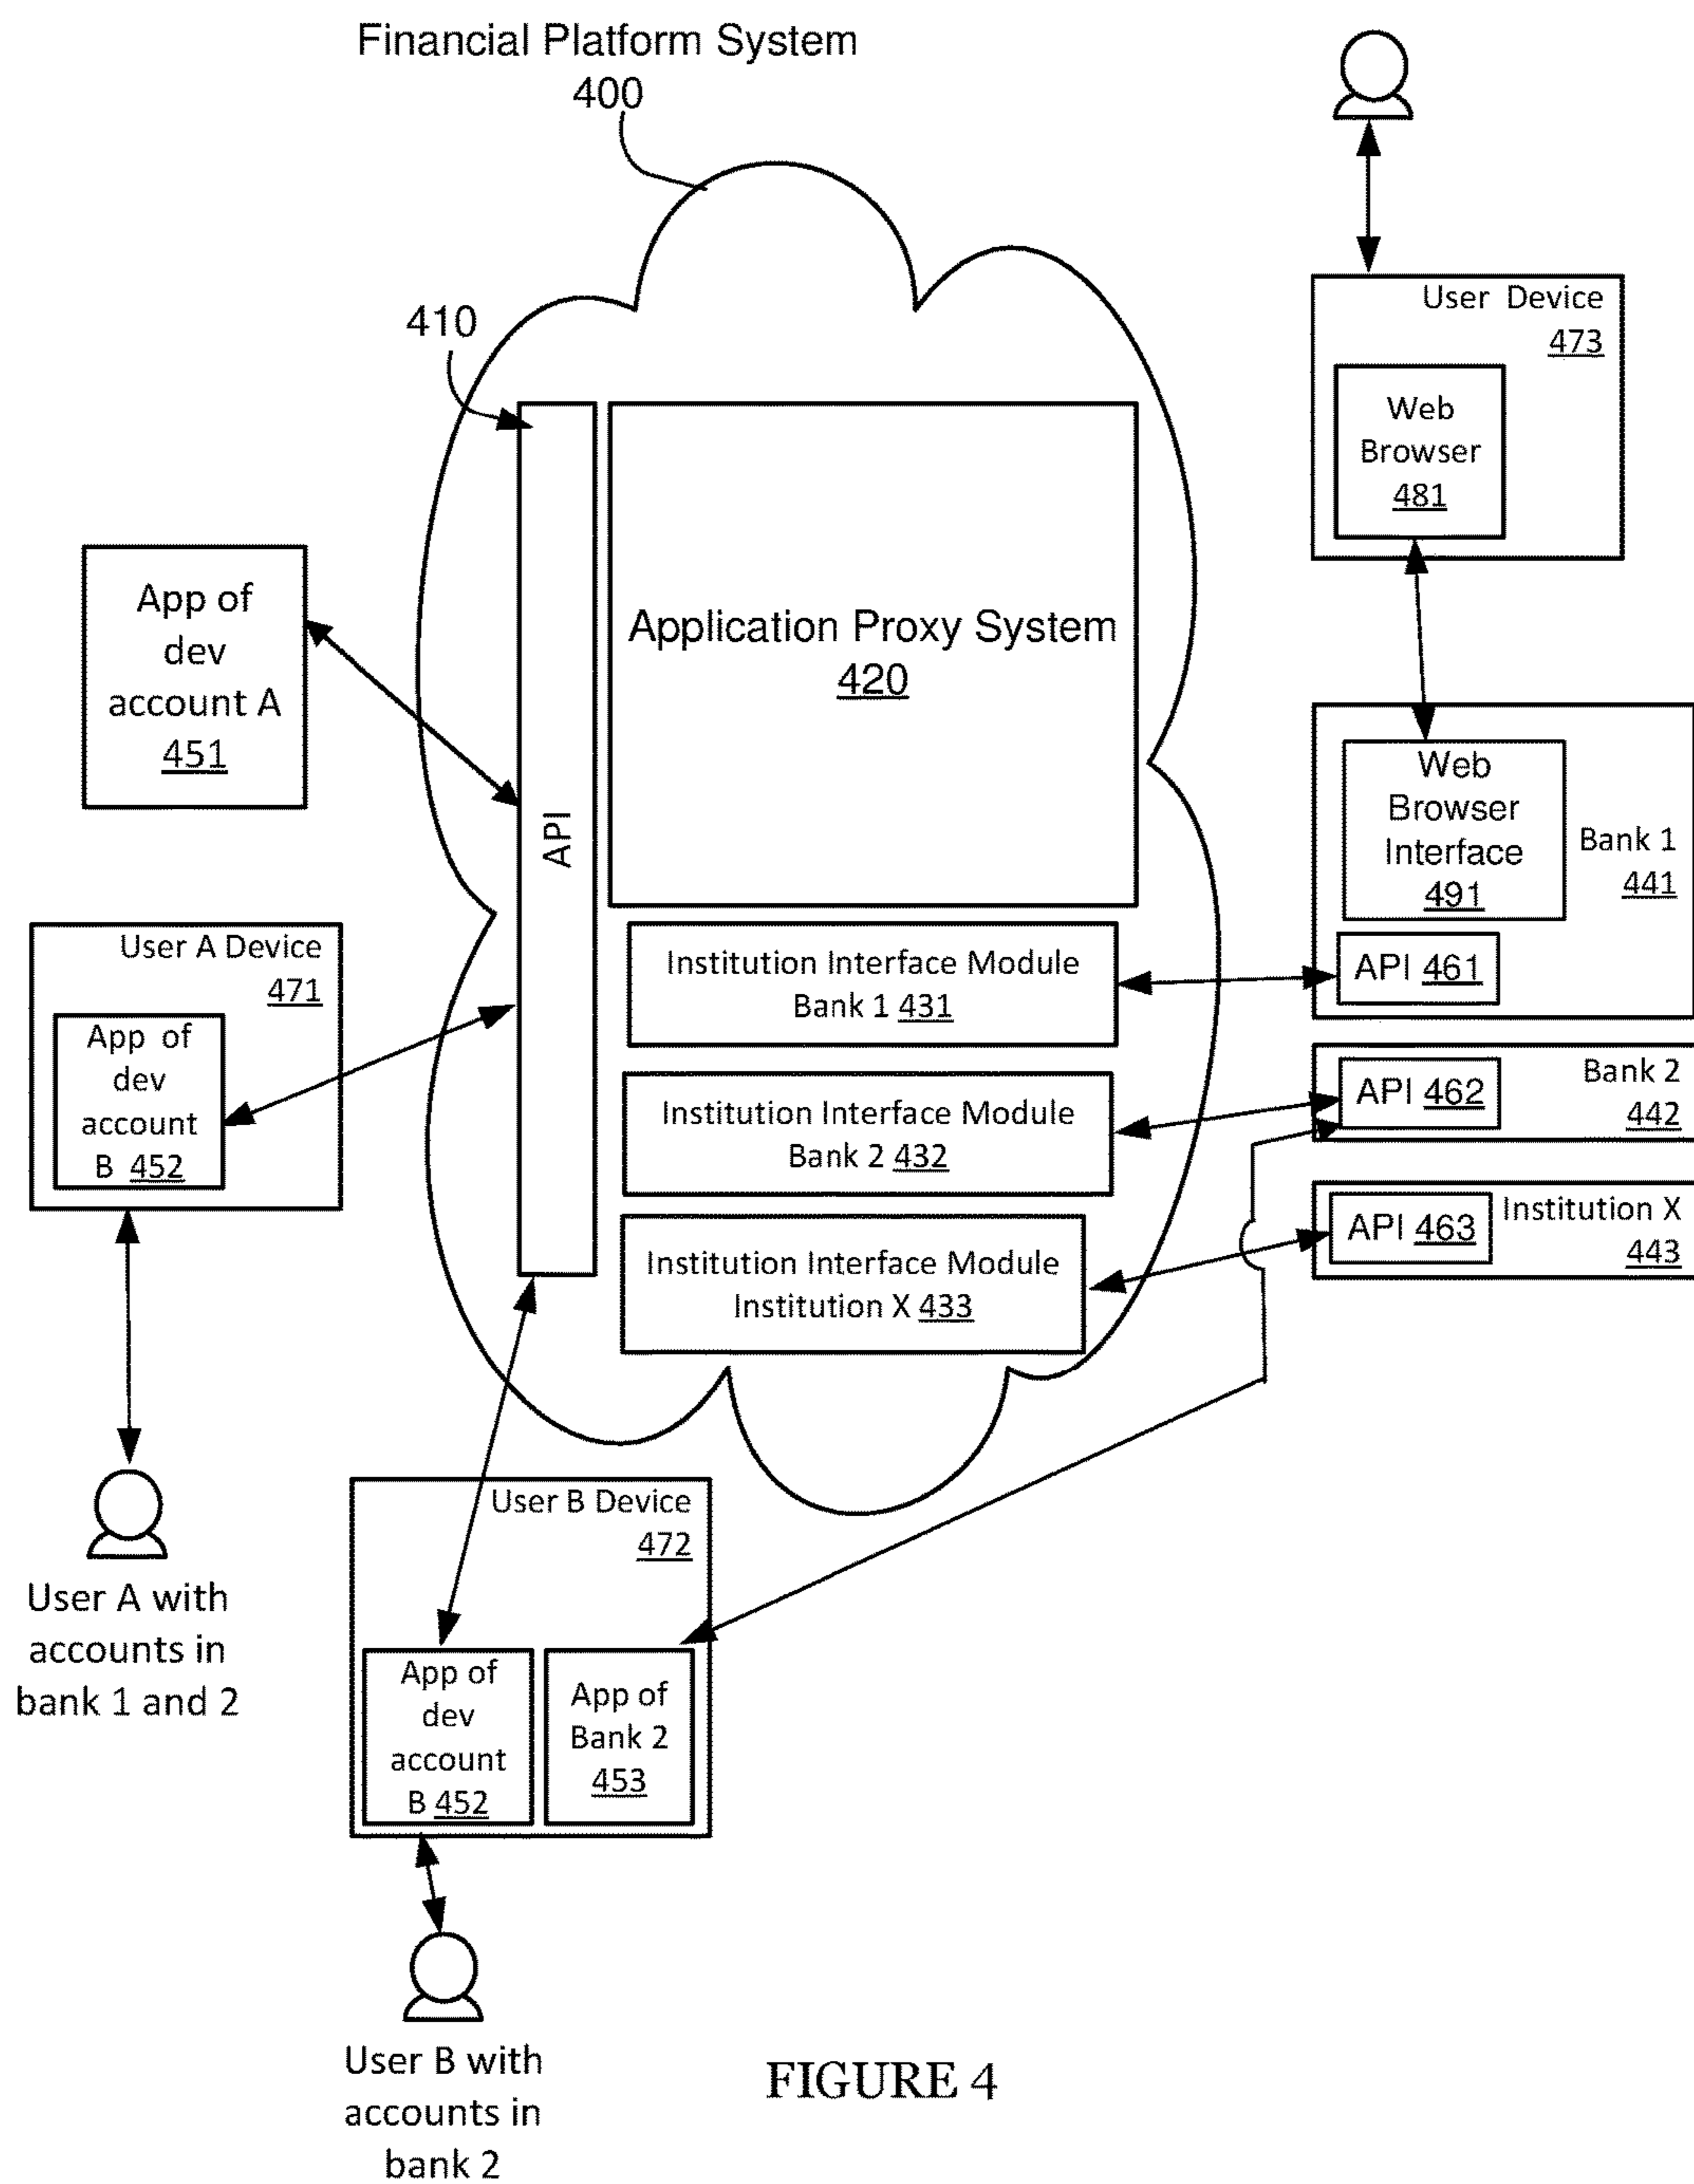 Financial Platform System
400
410
User Device
473
Web
Browser
481
App of
dev
account A
451
API
Application Proxy System
420
Web
Browser
Interface
491
Bank 1
441
API 461
User A Device
471
App of
dev
account
B 452
Institution Interface Module
Bank 1 431
Institution Interface Module
Bank 2 432
Institution Interface Module
Institution X 433
API 462
Bank 2
442
API 463
Institution X
443
User A with
accounts in
bank 1 and 2
User B Device
472
App of
dev
account
B 452
App of
Bank 2
453
User B with
accounts in
bank 2
FIGURE 4